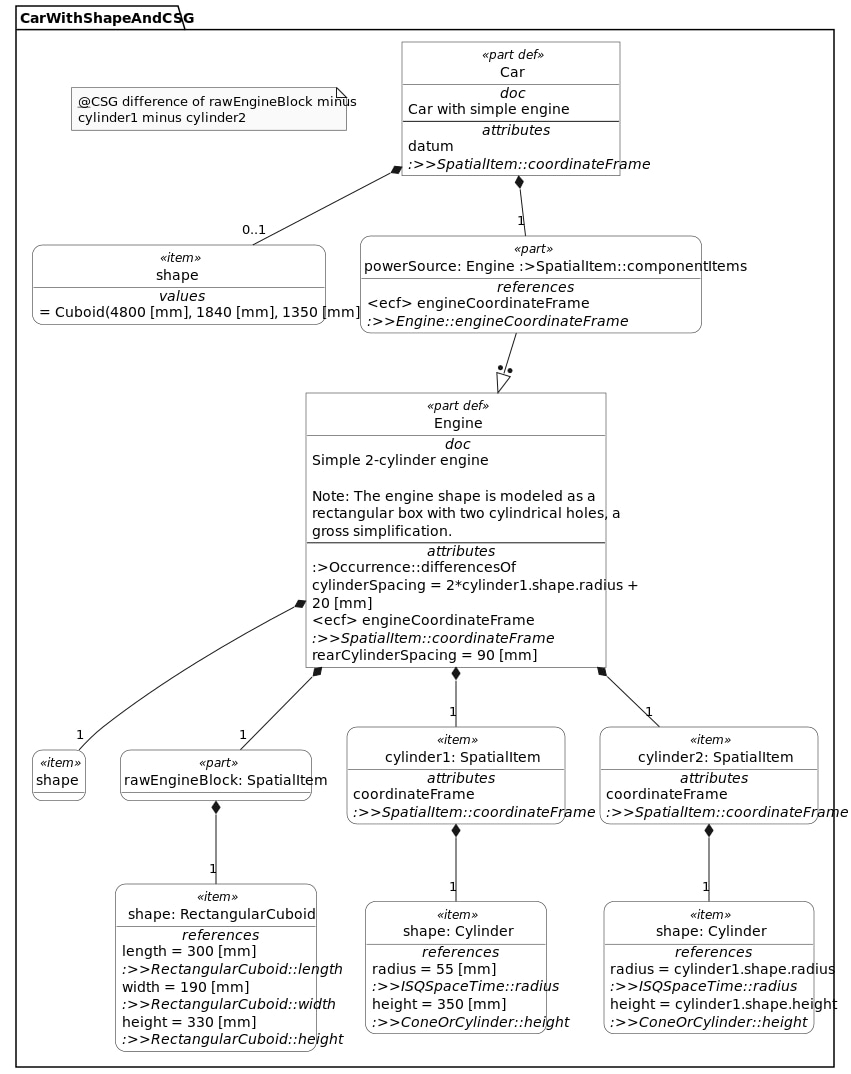 CarWithShapeAndCSG
«part def»
Car
doc
Car with simple engine
attributes
datum
:>>SpatialItem::coordinateFrame
@CSG difference of rawEngineBlock minus
cylinder1 minus cylinder2
0..1
1
«item»
shape
values
= Cuboid(4800 [mm], 1840 [mm], 1350 [mm]
«part»
powerSource: Engine :>SpatialItem::componentItems
references
<ecf> engineCoordinateFrame
:>>Engine::engineCoordinateFrame
«part def»
Engine
doc
Simple 2-cylinder engine
Note: The engine shape is modeled as a
rectangular box with two cylindrical holes, a
gross simplification.
attributes
:>Occurrence::differencesOf
cylinderSpacing = 2*cylinder1.shape.radius +
20 [mm]
<ecf> engineCoordinateFrame
:>>SpatialItem::coordinateFrame
rearCylinderSpacing = 90 [mm]
1
1
1
1
«item»
shape
«part»
rawEngineBlock: SpatialItem
«item»
cylinder1: SpatialItem
attributes
coordinateFrame
:>>SpatialItem::coordinateFrame
«item»
cylinder2: SpatialItem
attributes
coordinateFrame
:>>SpatialItem::coordinateFrame
1
1
1
«item»
shape: RectangularCuboid
references
length = 300 [mm]
:>>RectangularCuboid::length
width = 190 [mm]
:>>RectangularCuboid::width
height = 330 [mm]
:>>RectangularCuboid::height
«item»
shape: Cylinder
references
radius = 55 [mm]
:>>ISQSpaceTime::radius
height = 350 [mm]
:>>ConeOrCylinder::height
«item»
shape: Cylinder
references
radius = cylinder1.shape.radius
:>>ISQSpaceTime::radius
height = cylinder1.shape.height
:>>ConeOrCylinder::height